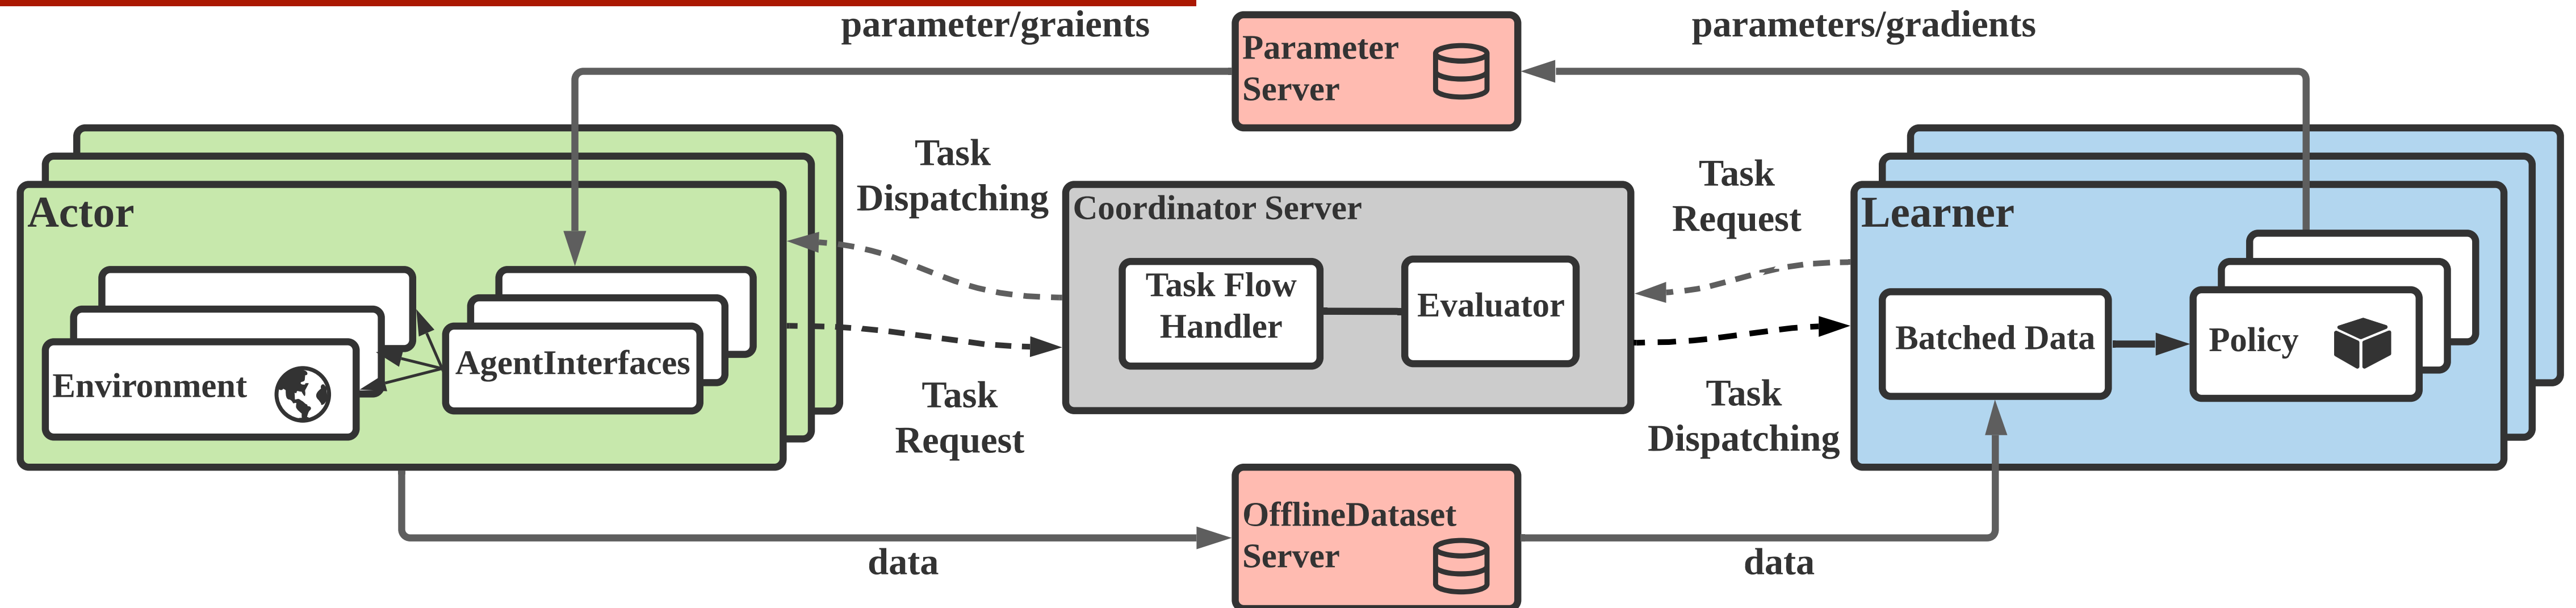 parameter/graients
parameters/gradients
Parameter
Server
Task
Dispatching
Task
Request
Actor
Coordinator Server
Learner
Task Flow
Handler
Evaluator
Environment
AgentInterfaces
Batched Data
Policy
Task
Request
Task
Dispatching
OfflineDataset
Server
data
data